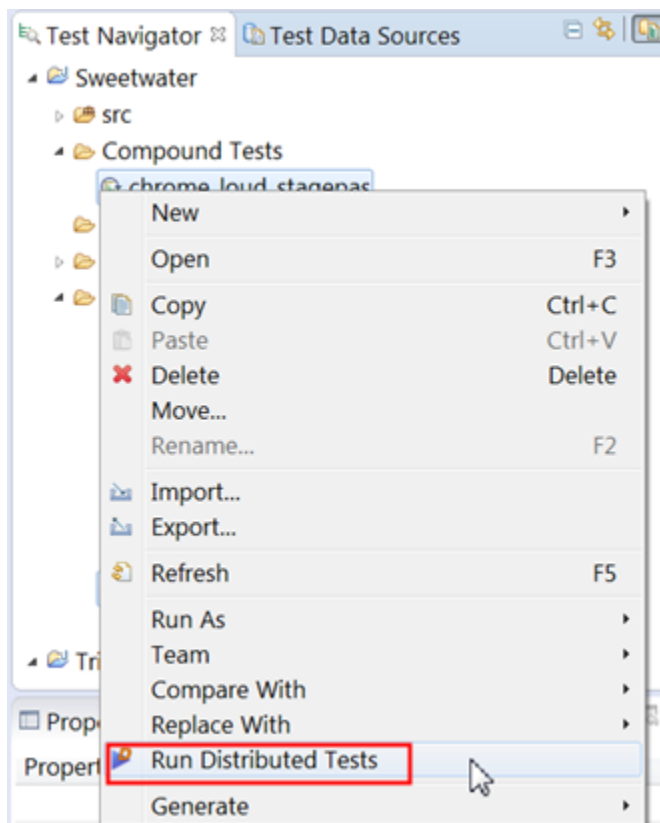 Test Navigator Test Data Sources
Sweetwater
src
Compound Tests
chrome_loud_stagepas
New
Open F3
Copy Ctrl+C
Paste Ctrl+V
Delete Delete
Move...
Rename... F2
Import...
Export...
Refresh F5
Run As
Team
Compare With
Tri
Replace With
Prop
Run Distributed Tests
Propert
Generate